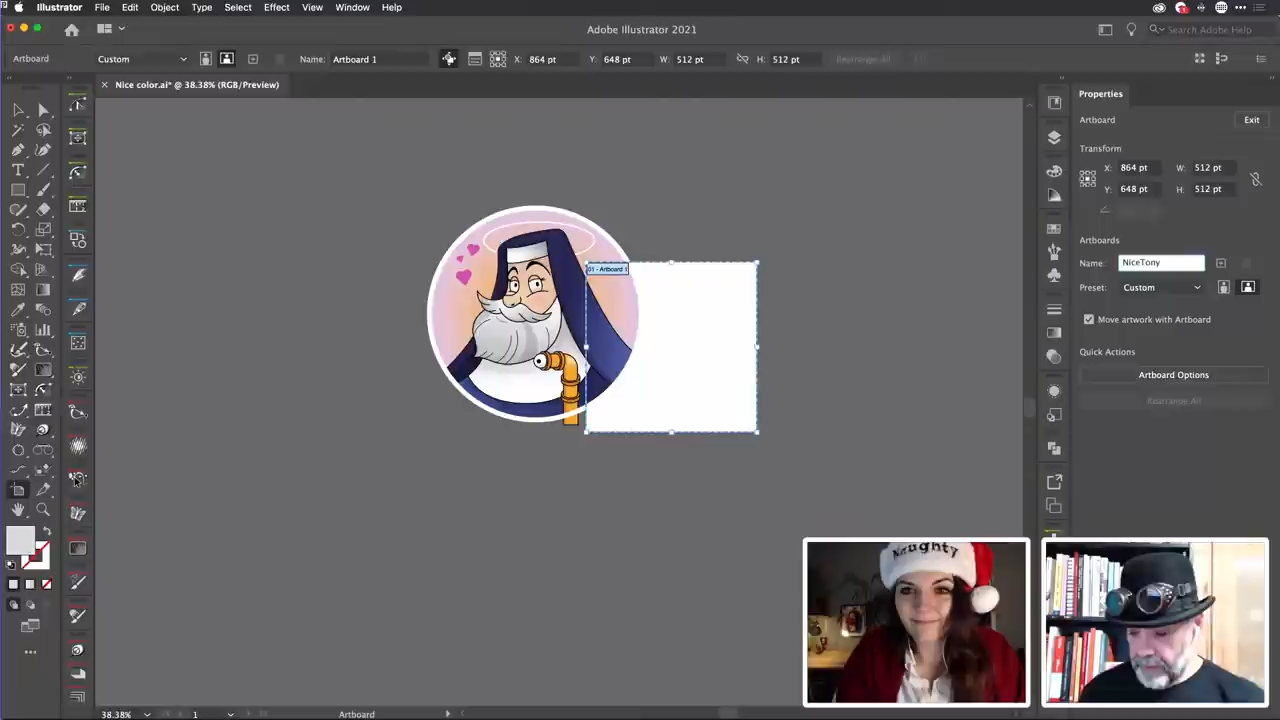 Illustrator File Edit Object Type Select Effect View Window Help
Adobe Illustrator 2021
Search Adobe Help
Artboard Custom Name: Artboard 1 X: 864 pt Y: 648 pt W: 512 pt H: 512 pt Rearrange All
Nice color.ai* @ 38.38% (RGB/Preview)
Properties
Artboard Exit
Transform
X: 864 pt W: 512 pt
Y: 648 pt H: 512 pt
Artboards
Name: NiceTony
Preset: Custom
Move artwork with Artboard
Quick Actions
Artboard Options
Rearrange All
01 - Artboard 1
Naughty
38.38% 1 Artboard